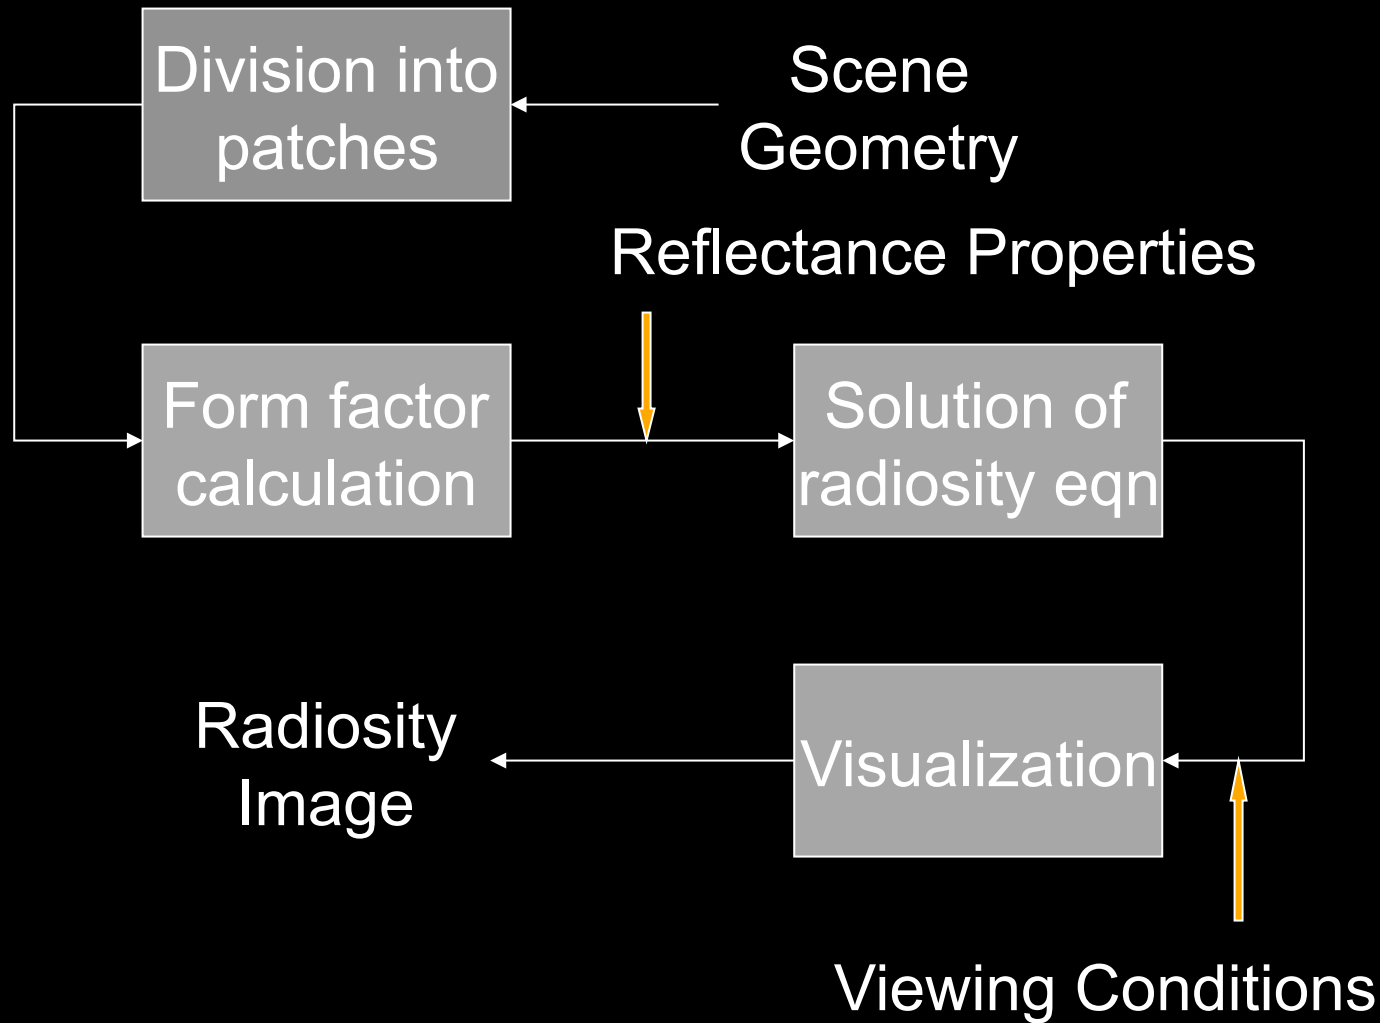 Division into
patches
Scene
Geometry
Reflectance Properties
Form factor
calculation
Solution of
radiosity eqn
Radiosity
Image
Visualization
Viewing Conditions